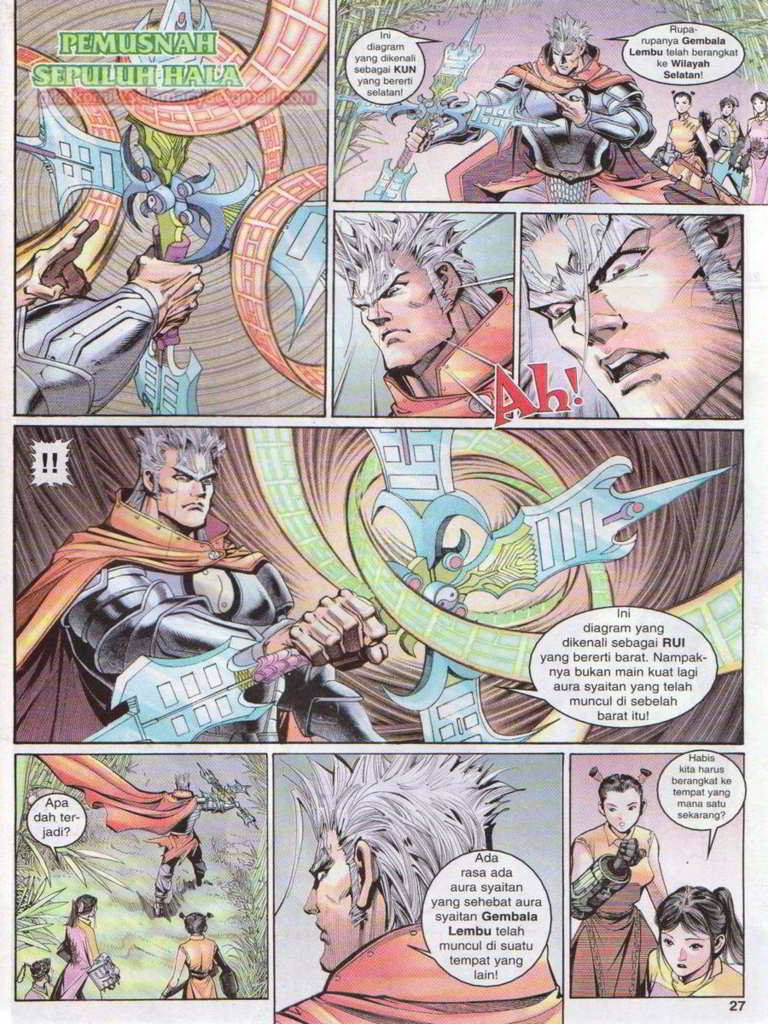 PEMUSNAH
SEPULUH HALA
Ini
diagram
yang dikenali
sebagai KUN
yang bererti
selatan!
Rupa-
rupanya Gembala
Lembu telah berangkat
ke Wilayah
Selatan!
Ah!
!!
Ini
diagram yang
dikenali sebagai RUI
yang bererti barat. Nampak-
nya bukan main kuat lagi
aura syaitan yang telah
muncul di sebelah
barat itu!
Apa
dah ter-
jadi?
Ada
rasa ada
aura syaitan
yang sehebat aura
syaitan Gembala
Lembu telah
muncul di suatu
tempat yang
lain!
Habis
kita harus
berangkat ke
tempat yang
mana satu
sekarang?
27